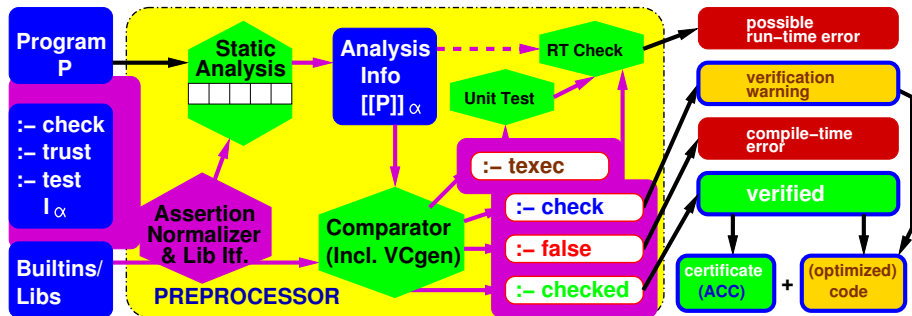 Program
P
:– check
:– trust
:– test
I α
Builtins/
Libs
Static
Analysis
Assertion
Normalizer
& Lib Itf.
PREPROCESSOR
Analysis
Info
[[P]] α
Comparator
(Incl. VCgen)
RT Check
Unit Test
:– texec
:– check
:– false
:– checked
possible
run–time error
verification
warning
compile–time
error
verified
certificate
(ACC)
+
(optimized)
code